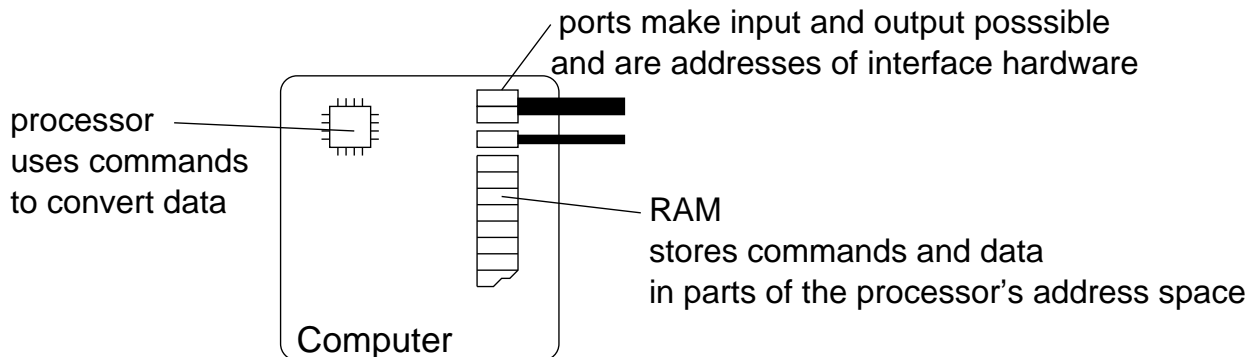 ports make input and output posssible
and are addresses of interface hardware
processor
uses commands
to convert data
RAM
stores commands and data
in parts of the processor's address space
Computer